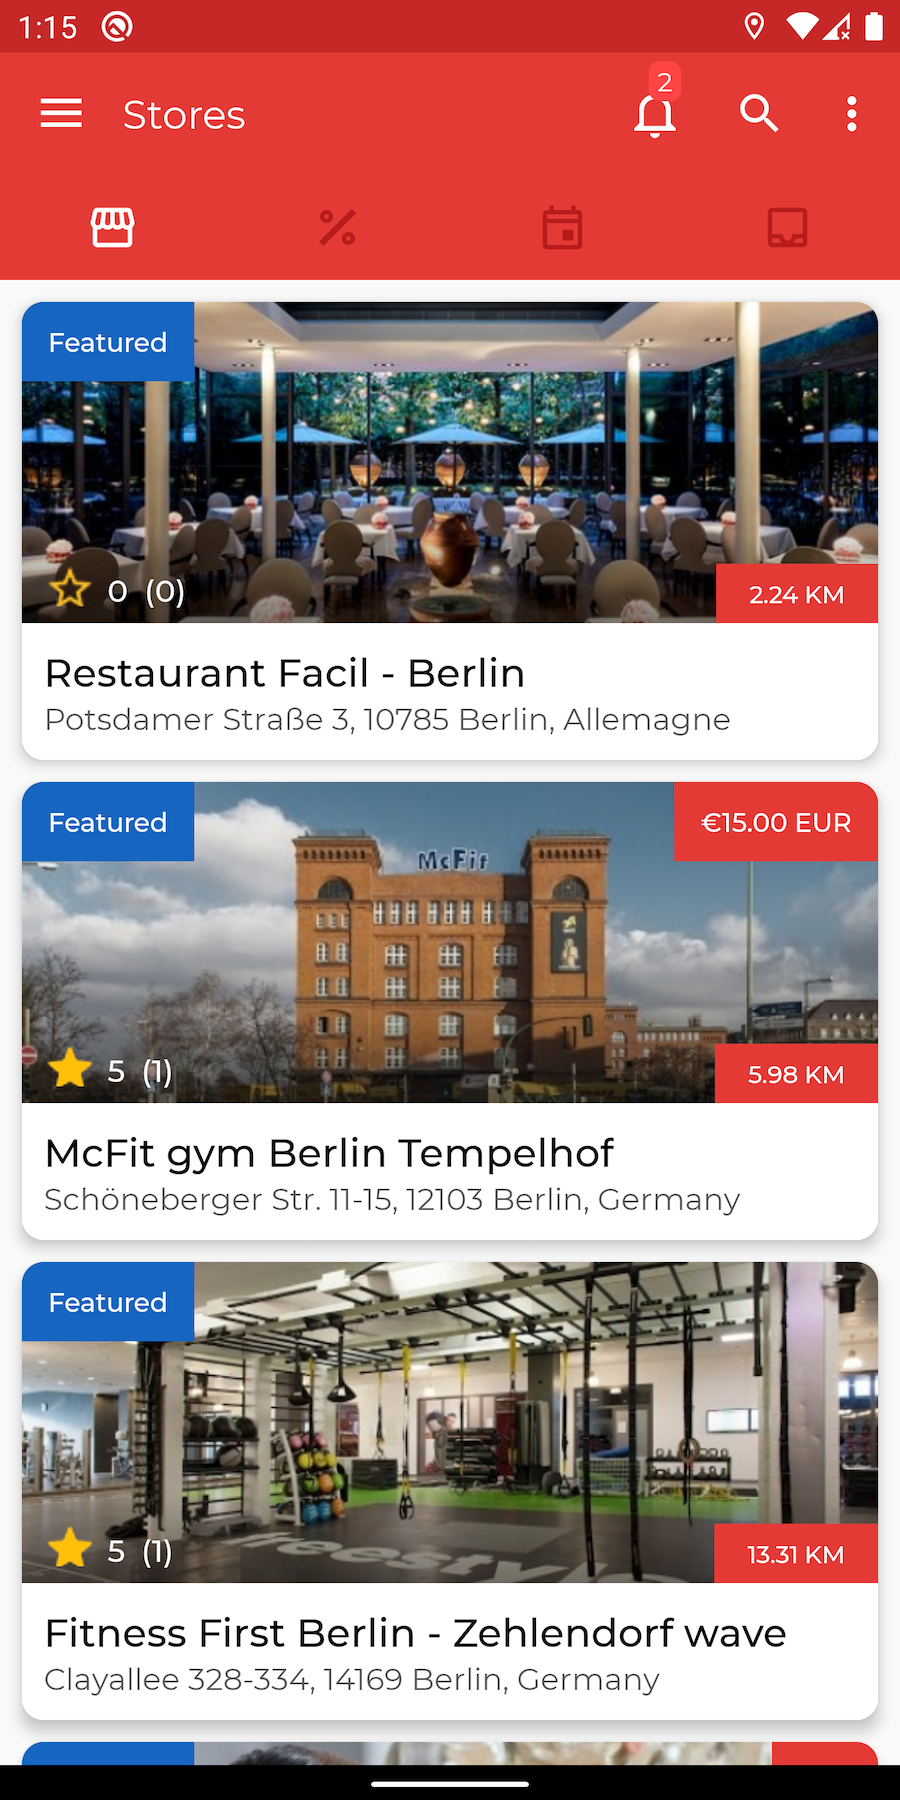 1:15
Stores
2
Featured
0 (0)
2.24 KM
Restaurant Facil - Berlin
Potsdamer Straße 3, 10785 Berlin, Allemagne
Featured
€15.00 EUR
McFit
5 (1)
5.98 KM
McFit gym Berlin Tempelhof
Schöneberger Str. 11-15, 12103 Berlin, Germany
Featured
freestyle
5 (1)
13.31 KM
Fitness First Berlin - Zehlendorf wave
Clayallee 328-334, 14169 Berlin, Germany